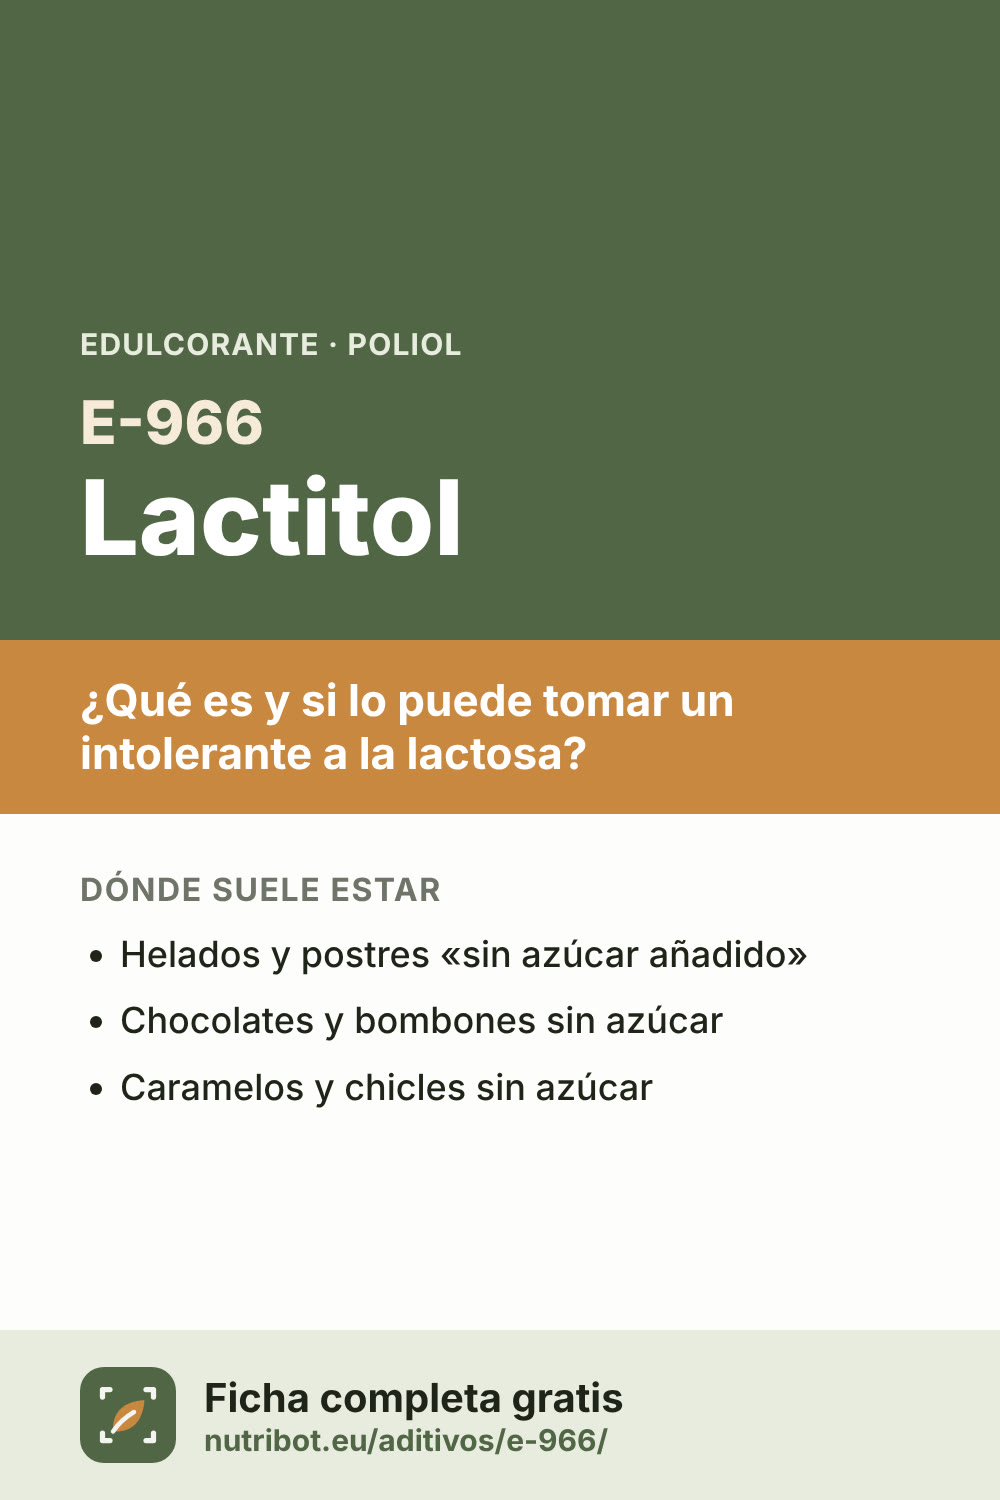 EDULCORANTE · POLIOL
E-966
Lactitol
¿Qué es y si lo puede tomar un
intolerante a la lactosa?
DÓNDE SUELE ESTAR
• Helados y postres «sin azúcar añadido»
• Chocolates y bombones sin azúcar
• Caramelos y chicles sin azúcar
Ficha completa gratis
nutribot.eu/aditivos/e-966/